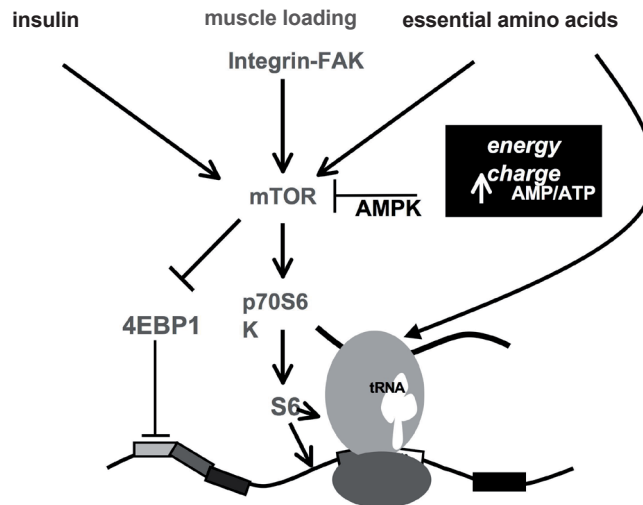 insulin
muscle loading
essential amino acids
Integrin-FAK
energy
charge
AMP/ATP
mTOR
AMPK
p70S6
K
4EBP1
tRNA
S6